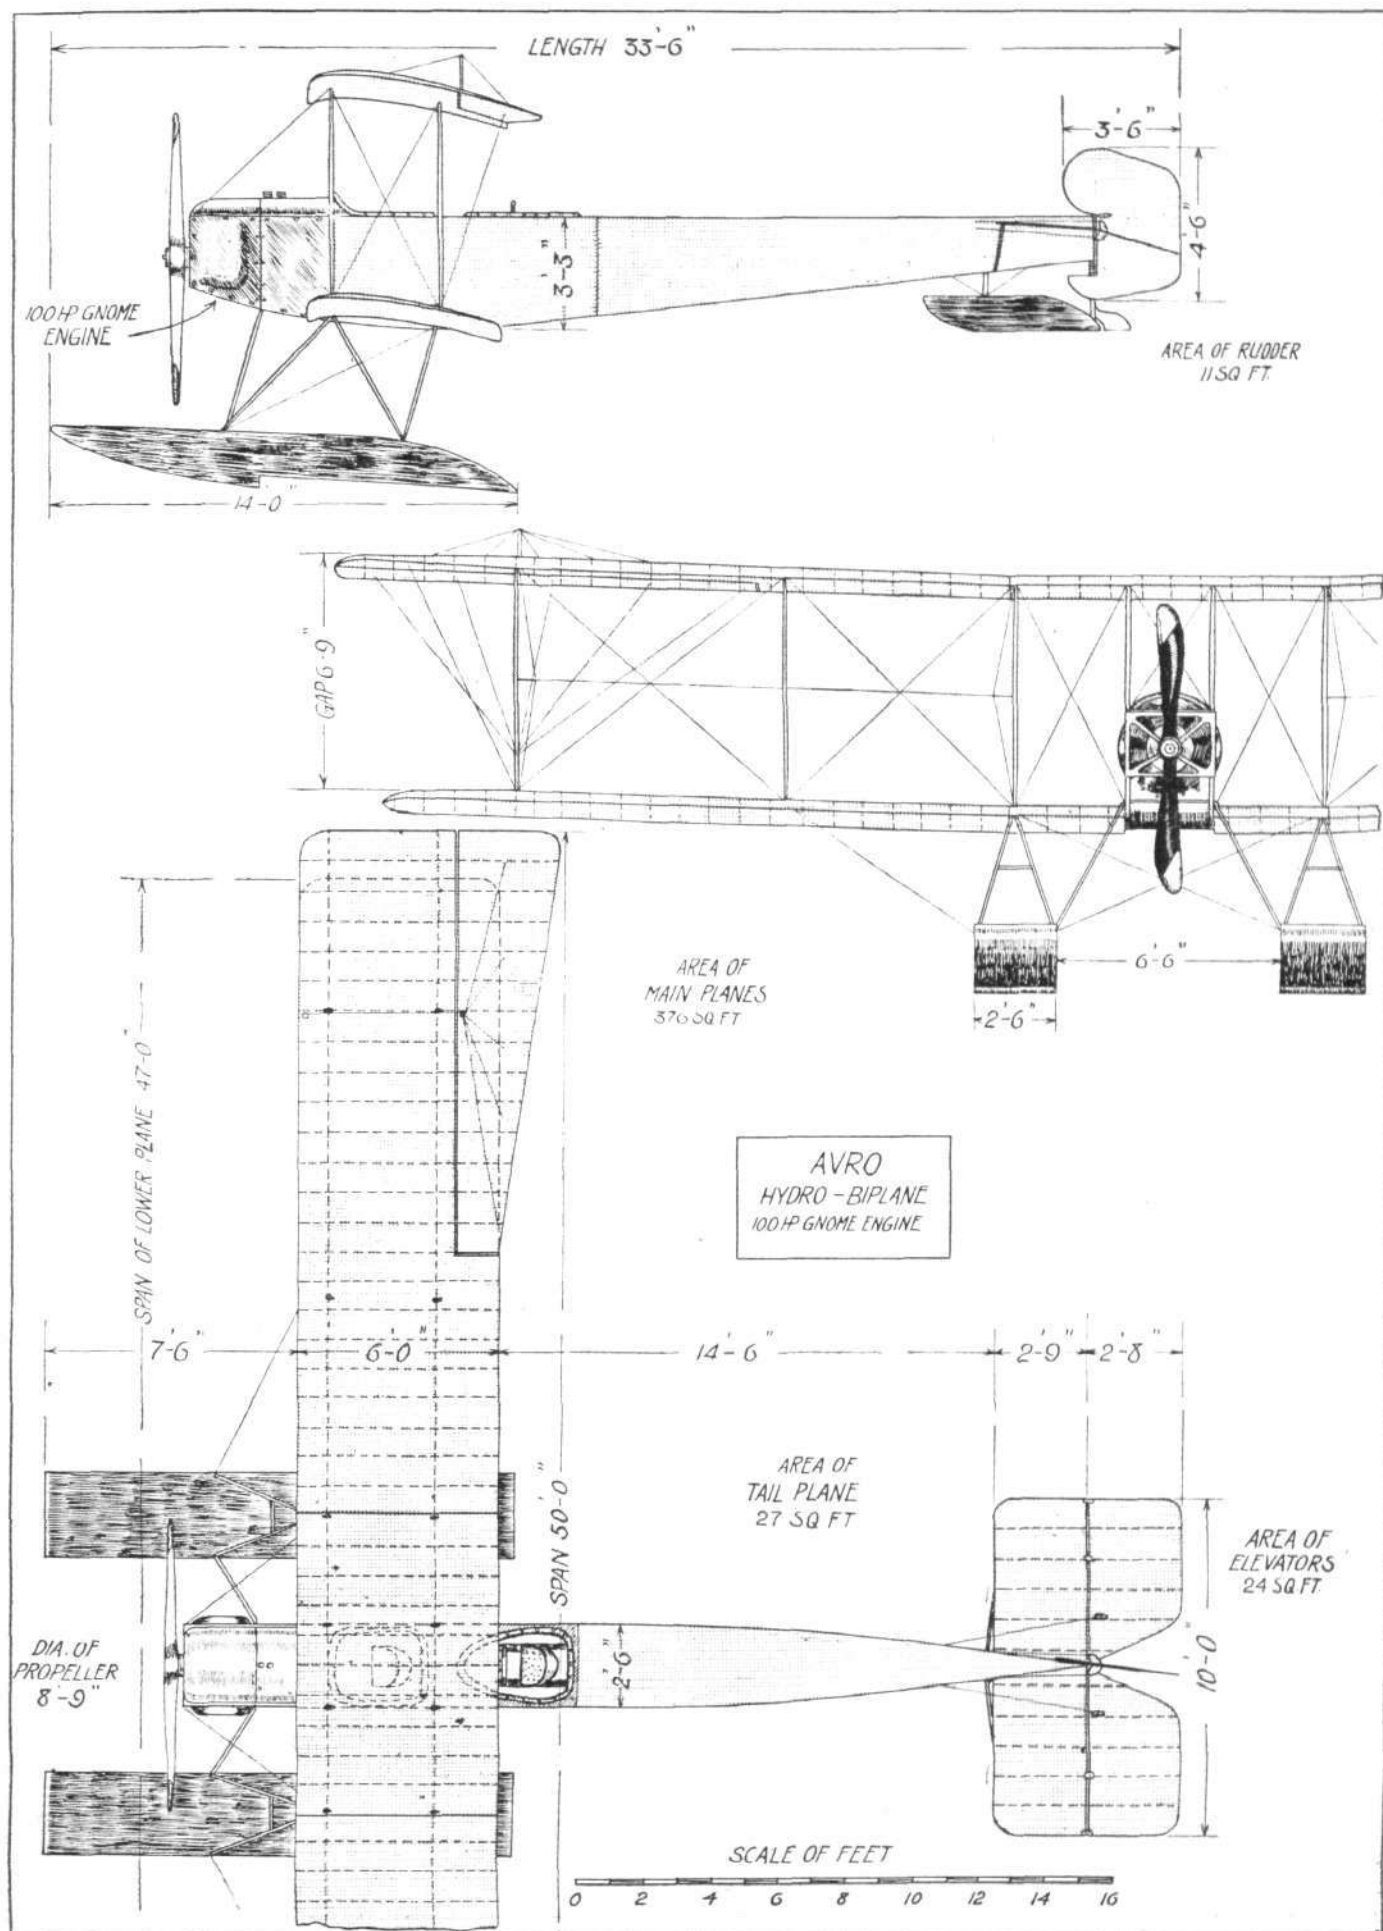 LENGTH 33'-6"
3'-6"
4'-6"
3'-3"
100 HP GNOME
ENGINE
AREA OF RUDDER
11 SQ FT.
14'-0"
GAP 6'-9"
6'-6"
2'-6"
AREA OF
MAIN PLANES
376 SQ FT
SPAN OF LOWER PLANE 47'-0"
AVRO
HYDRO-BIPLANE
100 HP GNOME ENGINE
7'-6"
6'-0"
14'-6"
2'-9"
2'-8"
SPAN 50'-0"
AREA OF
TAIL PLANE
27 SQ FT
AREA OF
ELEVATORS
24 SQ FT.
10'-0"
2'-6"
DIA. OF
PROPELLER
8'-9"
SCALE OF FEET
0 2 4 6 8 10 12 14 16